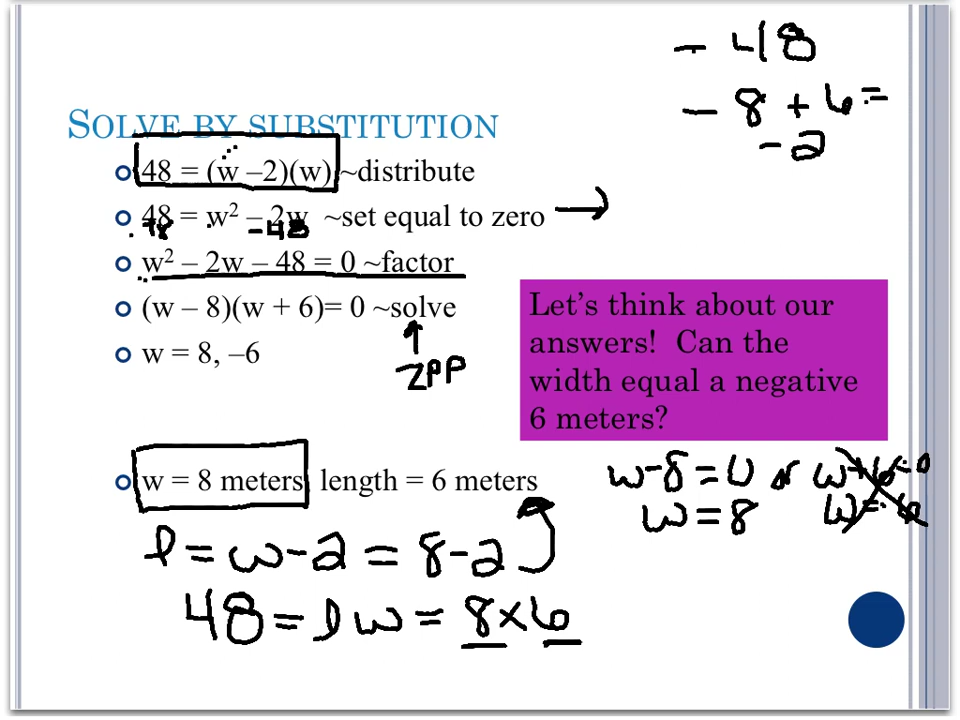 – 48
– 8 + 6 =
– 2
SOLVE BY SUBSTITUTION
48 = (w –2)(w) ~distribute
48 = w² – 2w ~set equal to zero →
– 48 – 48
w² – 2w – 48 = 0 ~factor
(w – 8)(w + 6)= 0 ~solve
↑
ZPP
w = 8, –6
Let's think about our
answers! Can the
width equal a negative
6 meters?
w = 8 meters, length = 6 meters
w – 8 = 0 or w + 6 = 0
w = 8
l = w – 2 = 8 – 2
48 = l w = 8 × 6